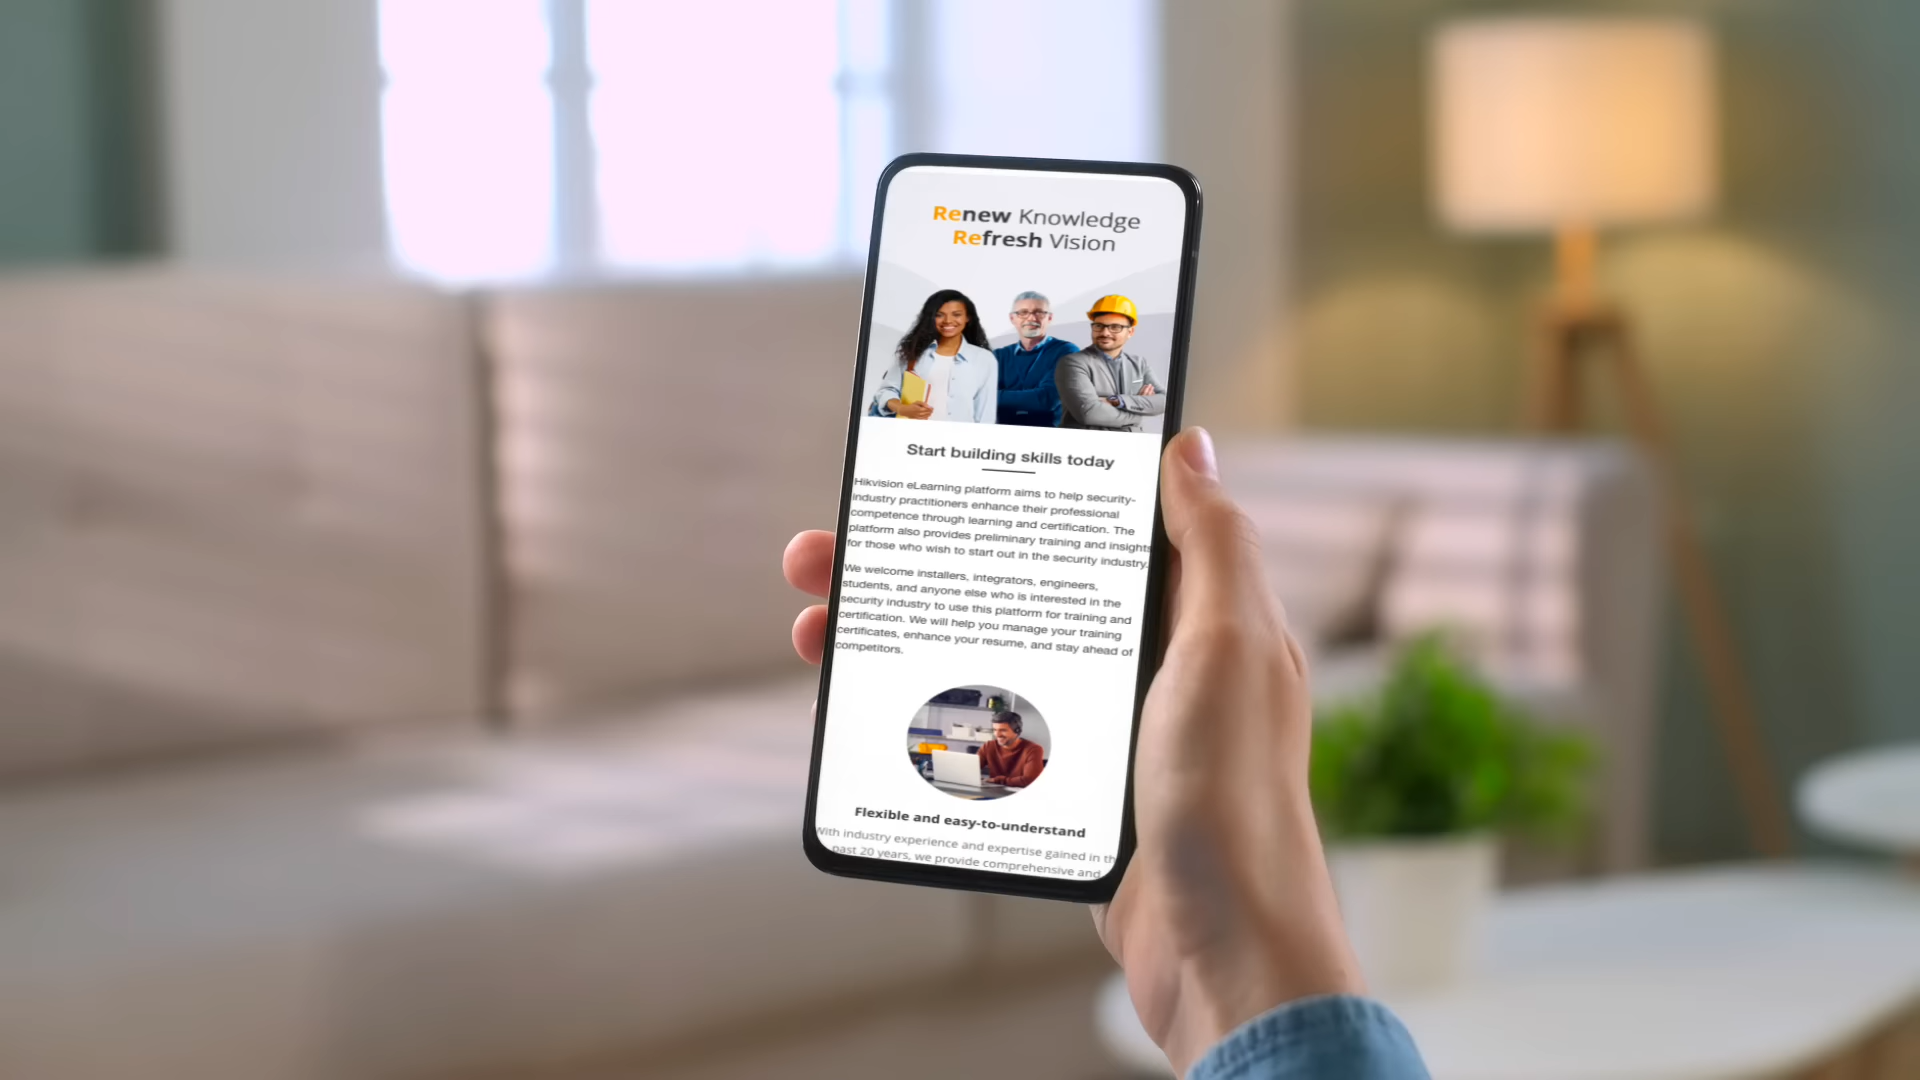 Renew Knowledge
Refresh Vision
Start building skills today
Hikvision eLearning platform aims to help security-
industry practitioners enhance their professional
competence through learning and certification. The
platform also provides preliminary training and insights
for those who wish to start out in the security industry.
We welcome installers, integrators, engineers,
students, and anyone else who is interested in the
security industry to use this platform for training and
certification. We will help you manage your training
certificates, enhance your resume, and stay ahead of
competitors.
Flexible and easy-to-understand
With industry experience and expertise gained in th
past 20 years, we provide comprehensive and